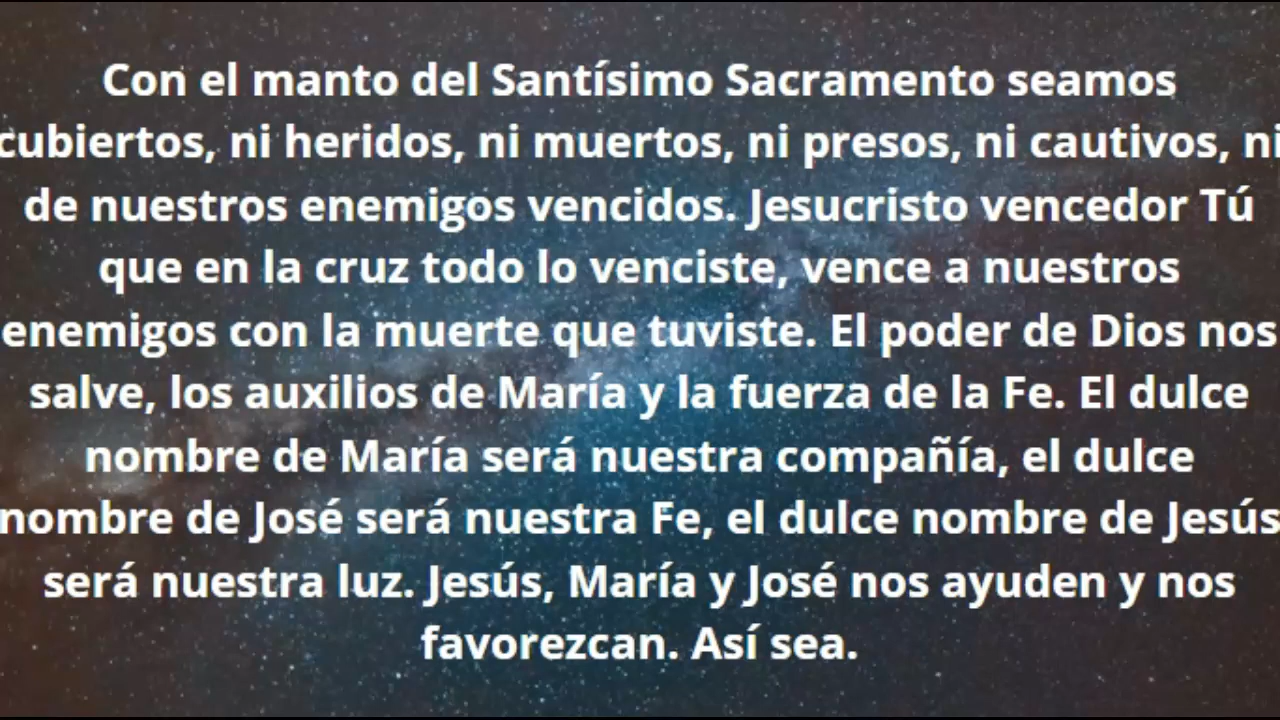 Con el manto del Santísimo Sacramento seamos
cubiertos, ni heridos, ni muertos, ni presos, ni cautivos, ni
de nuestros enemigos vencidos. Jesucristo vencedor Tú
que en la cruz todo lo venciste, vence a nuestros
enemigos con la muerte que tuviste. El poder de Dios nos
salve, los auxilios de María y la fuerza de la Fe. El dulce
nombre de María será nuestra compañía, el dulce
nombre de José será nuestra Fe, el dulce nombre de Jesús
será nuestra luz. Jesús, María y José nos ayuden y nos
favorezcan. Así sea.